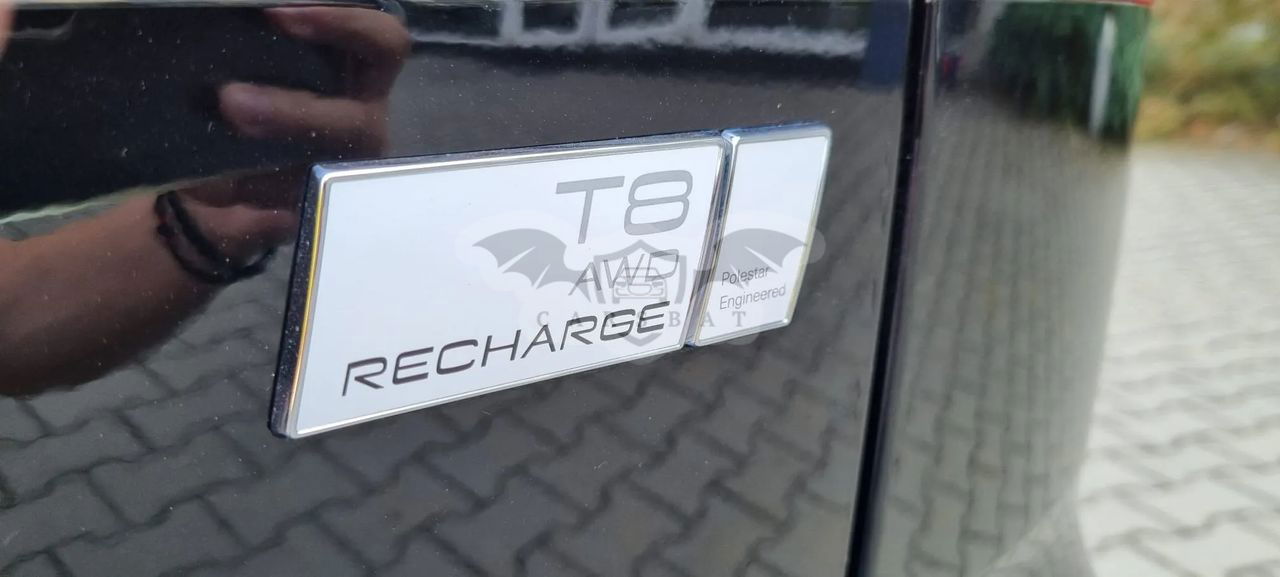 T8
AWD
RECHARGE
Polestar
Engineered